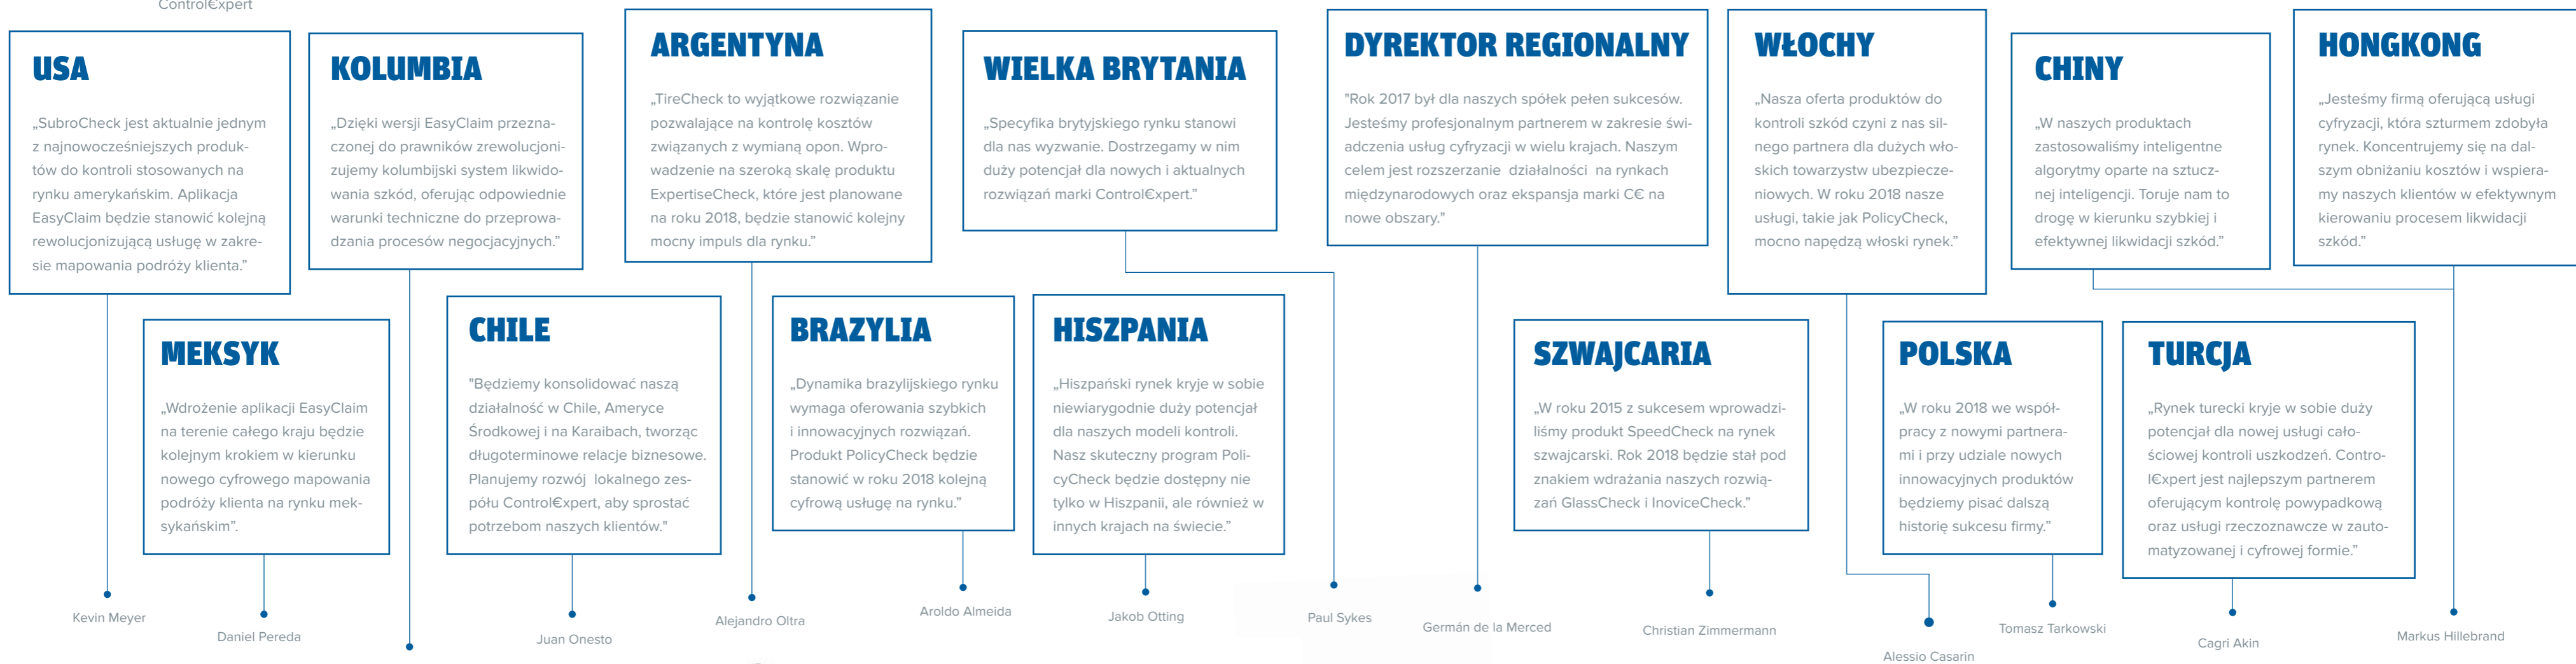 Control€xpert
USA
„SubroCheck jest aktualnie jednym
z najnowocześniejszych produk-
tów do kontroli stosowanych na
rynku amerykańskim. Aplikacja
EasyClaim będzie stanowić kolejną
rewolucjonizującą usługę w zakre-
sie mapowania podróży klienta.”
KOLUMBIA
„Dzięki wersji EasyClaim przezna-
czonej do prawników zrewolucjoni-
zujemy kolumbijski system likwido-
wania szkód, oferując odpowiednie
warunki techniczne do przeprowa-
dzania procesów negocjacyjnych.”
ARGENTYNA
„TireCheck to wyjątkowe rozwiązanie
pozwalające na kontrolę kosztów
związanych z wymianą opon. Wpro-
wadzenie na szeroką skalę produktu
ExpertiseCheck, które jest planowane
na roku 2018, będzie stanowić kolejny
mocny impuls dla rynku.”
WIELKA BRYTANIA
„Specyfika brytyjskiego rynku stanowi
dla nas wyzwanie. Dostrzegamy w nim
duży potencjał dla nowych i aktualnych
rozwiązań marki Control€xpert.”
DYREKTOR REGIONALNY
"Rok 2017 był dla naszych spółek pełen sukcesów.
Jesteśmy profesjonalnym partnerem w zakresie świ-
adczenia usług cyfryzacji w wielu krajach. Naszym
celem jest rozszerzanie działalności na rynkach
międzynarodowych oraz ekspansja marki C€ na
nowe obszary."
WŁOCHY
„Nasza oferta produktów do
kontroli szkód czyni z nas sil-
nego partnera dla dużych wło-
skich towarzystw ubezpiecze-
niowych. W roku 2018 nasze
usługi, takie jak PolicyCheck,
mocno napędzą włoski rynek.”
CHINY
„W naszych produktach
zastosowaliśmy inteligentne
algorytmy oparte na sztucz-
nej inteligencji. Toruje nam to
drogę w kierunku szybkiej i
efektywnej likwidacji szkód.”
HONGKONG
„Jesteśmy firmą oferującą usługi
cyfryzacji, która szturmem zdobyła
rynek. Koncentrujemy się na dal-
szym obniżaniu kosztów i wspiera-
my naszych klientów w efektywnym
kierowaniu procesem likwidacji
szkód.”
MEKSYK
„Wdrożenie aplikacji EasyClaim
na terenie całego kraju będzie
kolejnym krokiem w kierunku
nowego cyfrowego mapowania
podróży klienta na rynku mek-
sykańskim”.
CHILE
"Będziemy konsolidować naszą
działalność w Chile, Ameryce
Środkowej i na Karaibach, tworząc
długoterminowe relacje biznesowe.
Planujemy rozwój lokalnego zes-
półu Control€xpert, aby sprostać
potrzebom naszych klientów."
BRAZYLIA
„Dynamika brazylijskiego rynku
wymaga oferowania szybkich
i innowacyjnych rozwiązań.
Produkt PolicyCheck będzie
stanowić w roku 2018 kolejną
cyfrową usługę na rynku.”
HISZPANIA
„Hiszpański rynek kryje w sobie
niewiarygodnie duży potencjał
dla naszych modeli kontroli.
Nasz skuteczny program Poli-
cyCheck będzie dostępny nie
tylko w Hiszpanii, ale również w
innych krajach na świecie.”
SZWAJCARIA
„W roku 2015 z sukcesem wprowadzi-
liśmy produkt SpeedCheck na rynek
szwajcarski. Rok 2018 będzie stał pod
znakiem wdrażania naszych rozwią-
zań GlassCheck i InoviceCheck.”
POLSKA
„W roku 2018 we współ-
pracy z nowymi partnera-
mi i przy udziale nowych
innowacyjnych produktów
będziemy pisać dalszą
historię sukcesu firmy.”
TURCJA
„Rynek turecki kryje w sobie duży
potencjał dla nowej usługi cało-
ściowej kontroli uszkodzeń. Contro-
l€xpert jest najlepszym partnerem
oferującym kontrolę powypadkową
oraz usługi rzeczoznawcze w zauto-
matyzowanej i cyfrowej formie.”
Kevin Meyer
Daniel Pereda
Juan Onesto
Alejandro Oltra
Aroldo Almeida
Jakob Otting
Paul Sykes
Germán de la Merced
Christian Zimmermann
Alessio Casarin
Tomasz Tarkowski
Cagri Akin
Markus Hillebrand